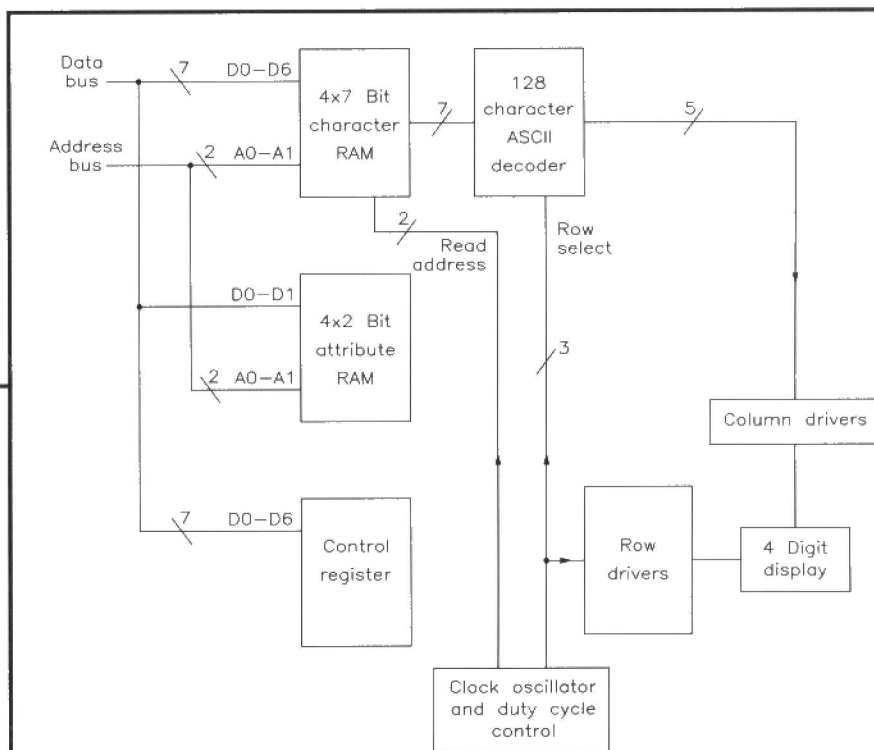 Data
bus
7
D0-D6
4x7 Bit
character
RAM
7
128
character
ASCII
decoder
5
Address
bus
2
A0-A1
2
Read
address
Row
select
D0-D1
4x2 Bit
attribute
RAM
2
A0-A1
3
Column drivers
7
D0-D6
Control
register
Row
drivers
4 Digit
display
Clock oscillator
and duty cycle
control